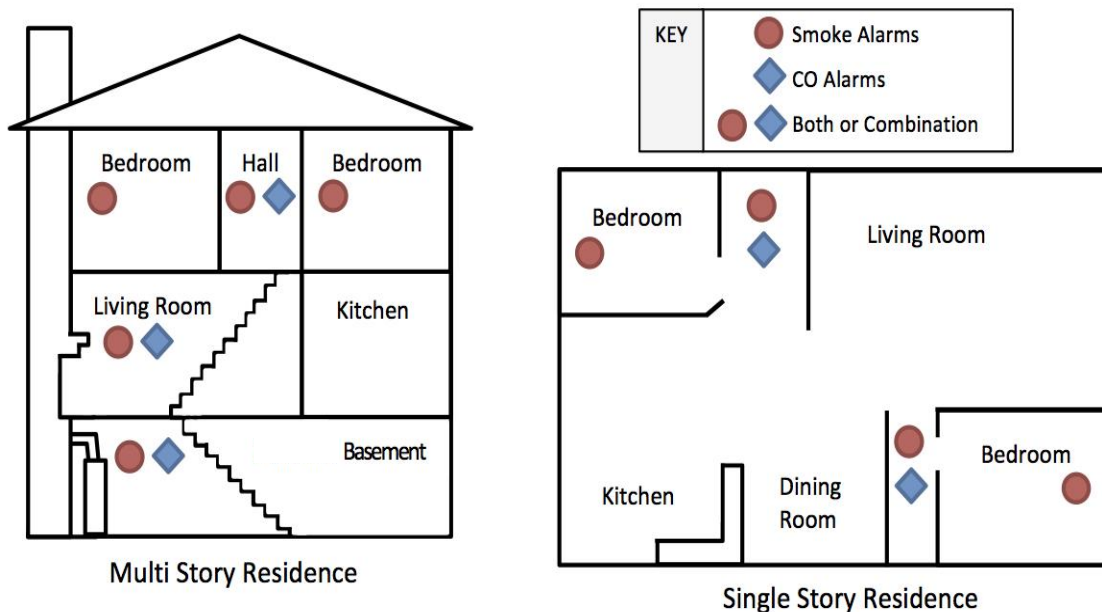 KEY
Smoke Alarms
CO Alarms
Both or Combination
Bedroom
Hall
Bedroom
Living Room
Kitchen
Basement
Multi Story Residence
Bedroom
Living Room
Kitchen
Dining
Room
Bedroom
Single Story Residence